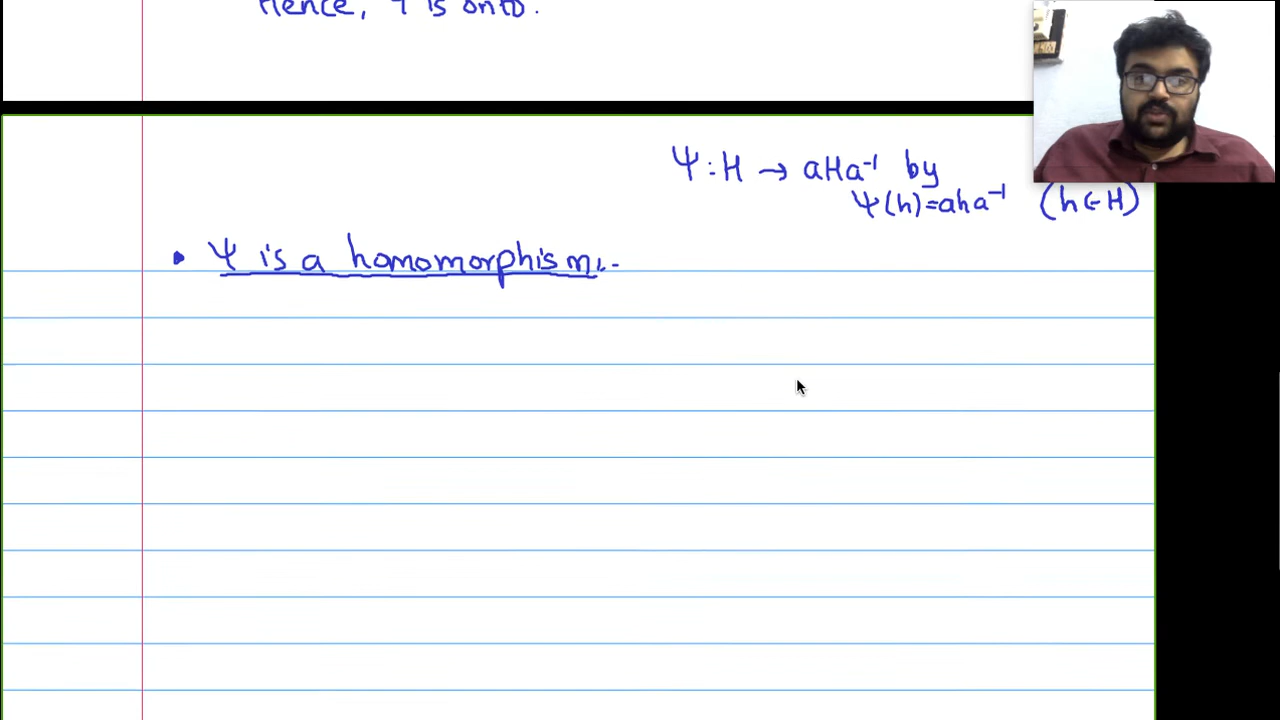 Hence, Ψ is onto.
Ψ : H → aHa⁻¹ by
Ψ(h) = aha⁻¹ (h ∈ H)
• Ψ is a homomorphism :-